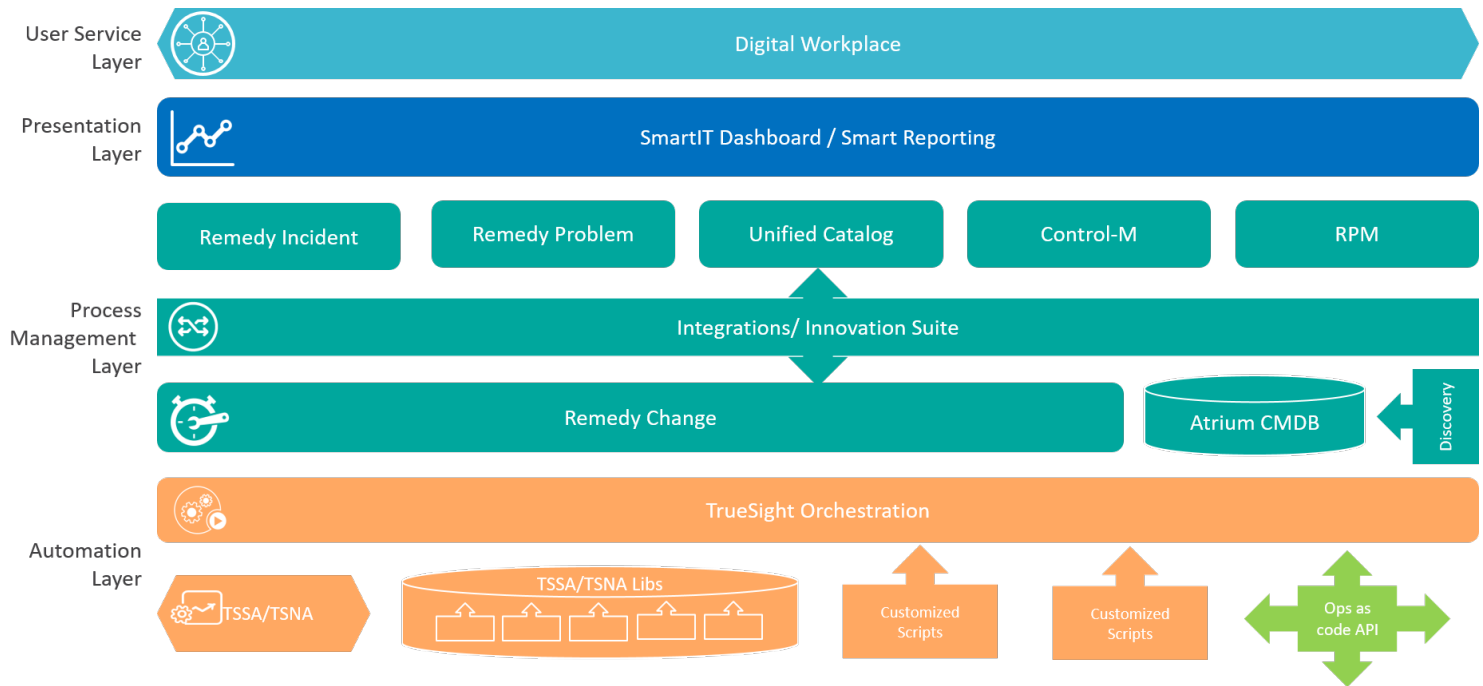 User Service
Layer
Digital Workplace
Presentation
Layer
SmartIT Dashboard / Smart Reporting
Remedy Incident
Remedy Problem
Unified Catalog
Control-M
RPM
Process
Management
Layer
Integrations/ Innovation Suite
Remedy Change
Atrium CMDB
Discovery
Automation
Layer
TrueSight Orchestration
TSSA/TSNA
TSSA/TSNA Libs
Customized
Scripts
Customized
Scripts
Ops as
code API